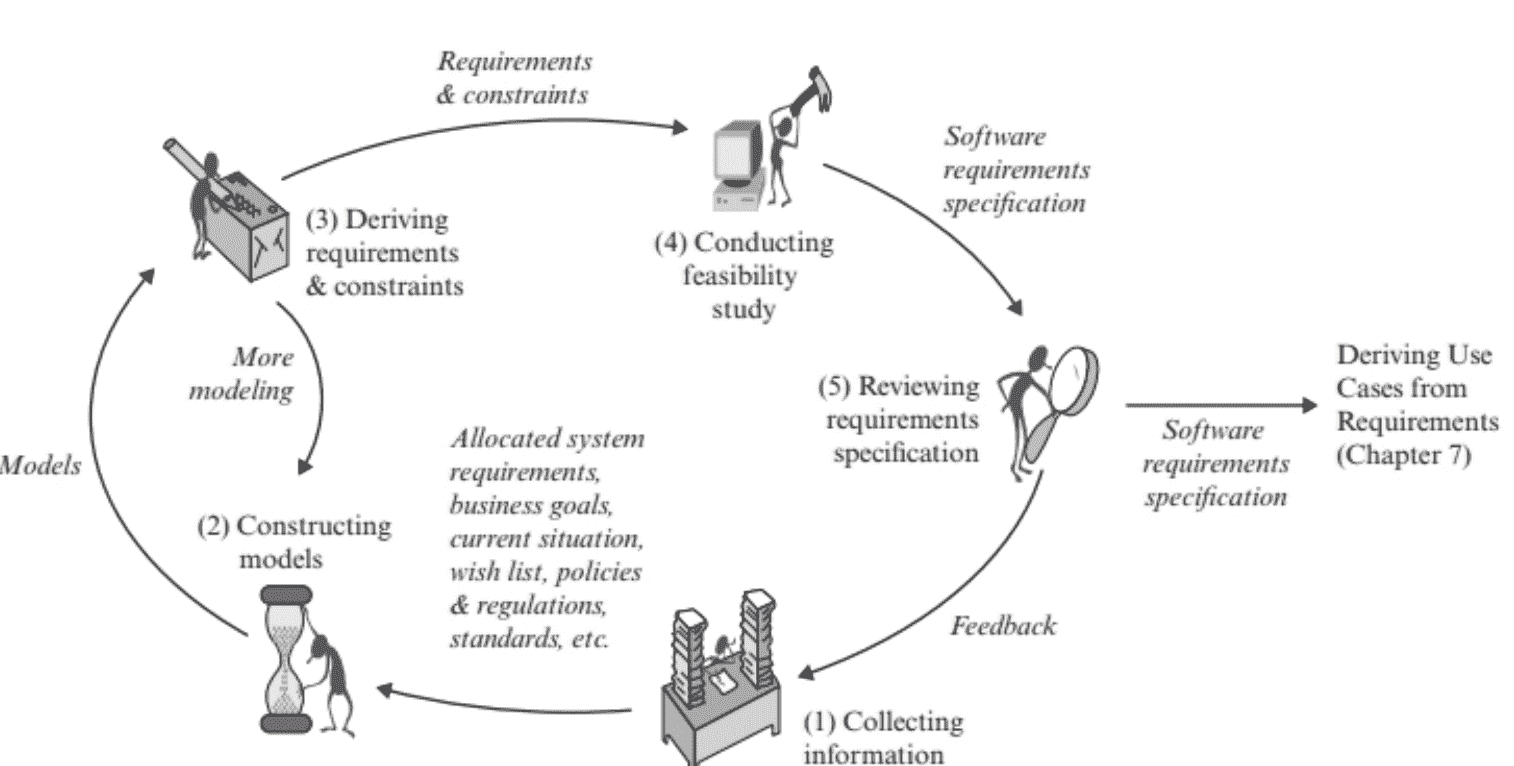 Requirements
& constraints
Software
requirements
specification
(3) Deriving
requirements
& constraints
(4) Conducting
feasibility
study
More
modeling
Models
Allocated system
requirements,
business goals,
current situation,
wish list, policies
& regulations,
standards, etc.
(5) Reviewing
requirements
specification
Deriving Use
Cases from
Requirements
(Chapter 7)
Software
requirements
specification
(2) Constructing
models
Feedback
(1) Collecting
information